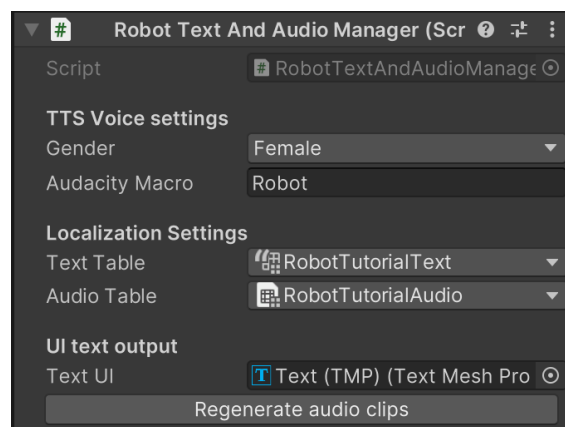 # Robot Text And Audio Manager (Scr
Script # RobotTextAndAudioManage
TTS Voice settings
Gender Female
Audacity Macro Robot
Localization Settings
Text Table RobotTutorialText
Audio Table RobotTutorialAudio
UI text output
Text UI T Text (TMP) (Text Mesh Pro
Regenerate audio clips